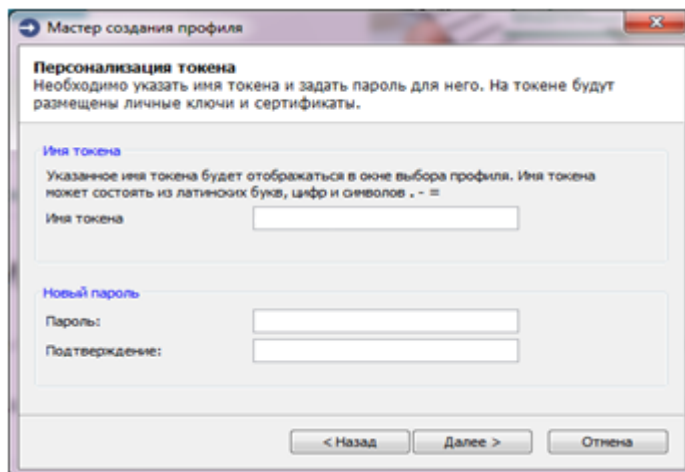 Мастер создания профиля
Персонализация токена
Необходимо указать имя токена и задать пароль для него. На токене будут
размещены личные ключи и сертификаты.
Имя токена
Указанное имя токена будет отображаться в окне выбора профиля. Имя токена
может состоять из латинских букв, цифр и символов . - =
Имя токена
Новый пароль
Пароль:
Подтверждение:
< Назад
Далее >
Отмена